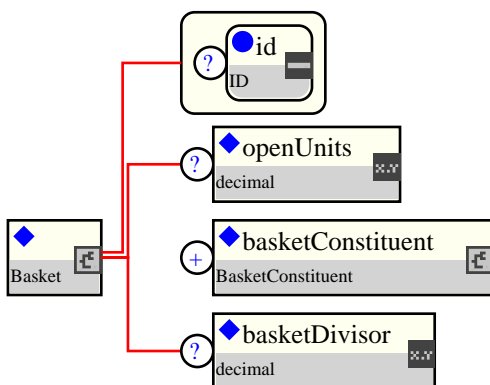 ?
id
ID
?
openUnits
X.Y
decimal
Basket
+
basketConstituent
BasketConstituent
?
basketDivisor
X.Y
decimal